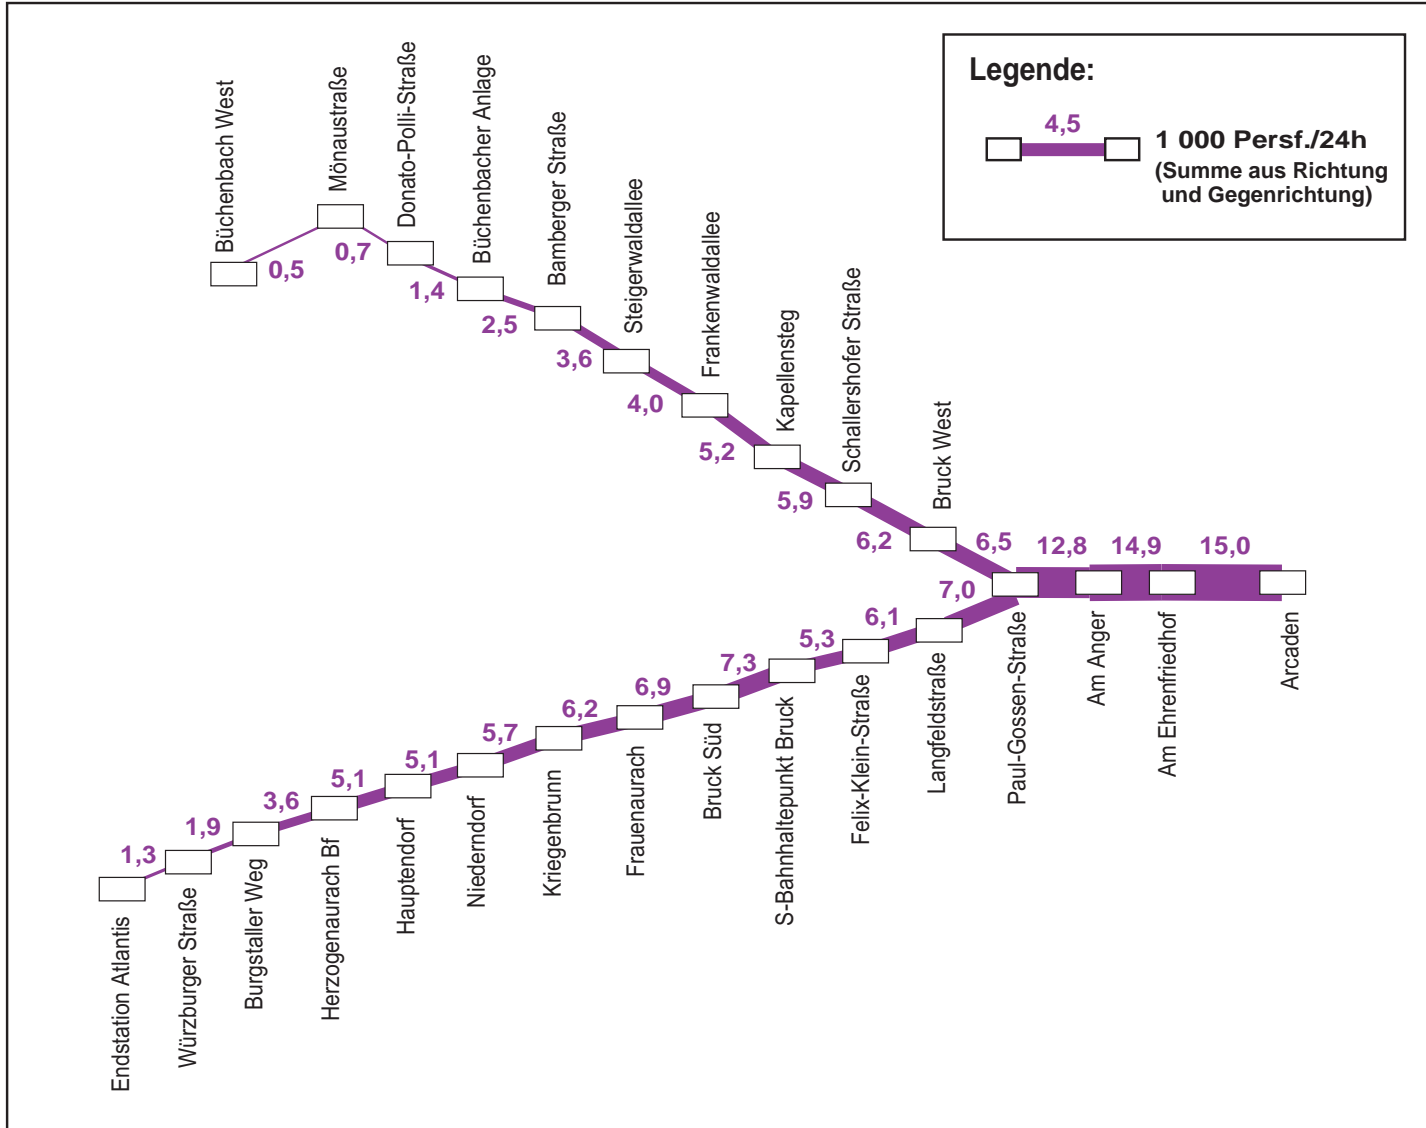 Legende:
4,5
1 000 Persf./24h
(Summe aus Richtung
und Gegenrichtung)
Büchenbach West
Mönaustraße
Donato-Polli-Straße
Büchenbacher Anlage
Bamberger Straße
Steigerwaldallee
Frankenwaldallee
Kapellensteg
Schallershofer Straße
Bruck West
0,5
0,7
1,4
2,5
3,6
4,0
5,2
5,9
6,2
6,5
12,8
14,9
15,0
7,0
6,1
5,3
7,3
6,9
6,2
5,7
5,1
5,1
3,6
1,9
1,3
Endstation Atlantis
Würzburger Straße
Burgstaller Weg
Herzogenaurach Bf
Hauptendorf
Niederndorf
Kriegenbrunn
Frauenaurach
Bruck Süd
S-Bahnhaltepunkt Bruck
Felix-Klein-Straße
Langfeldstraße
Paul-Gossen-Straße
Am Anger
Am Ehrenfriedhof
Arcaden